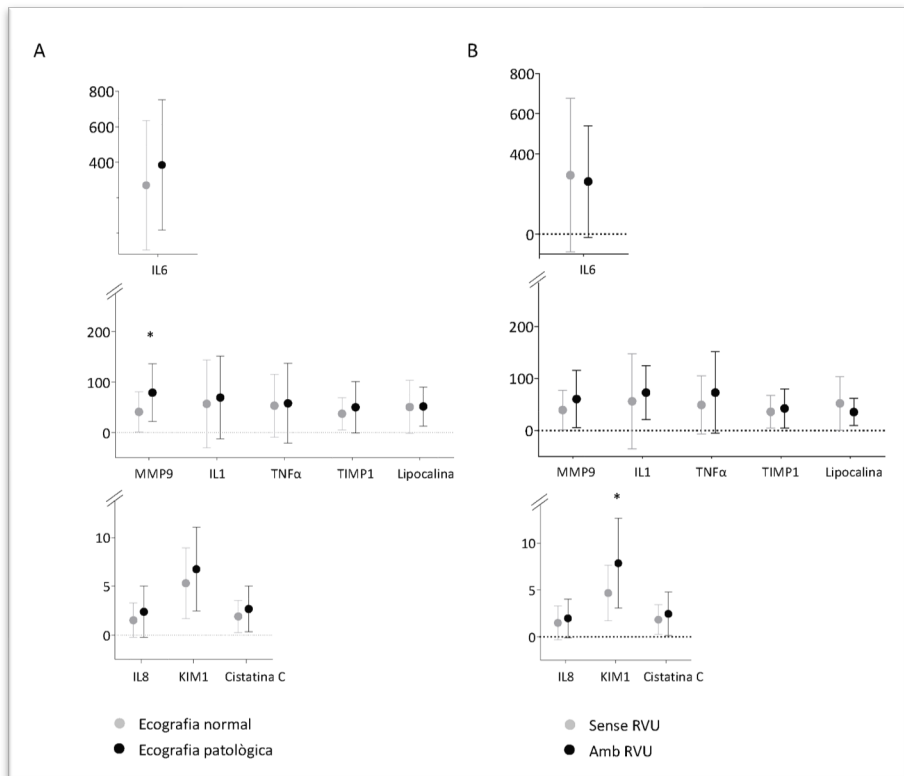 A
800
600
400
IL6
*
200
100
0
MMP9 IL1 TNFα TIMP1 Lipocalina
10
5
0
IL8 KIM1 Cistatina C
Ecografia normal
Ecografia patològica
B
800
600
400
0
IL6
200
100
0
MMP9 IL1 TNFα TIMP1 Lipocalina
*
10
5
0
IL8 KIM1 Cistatina C
Sense RVU
Amb RVU